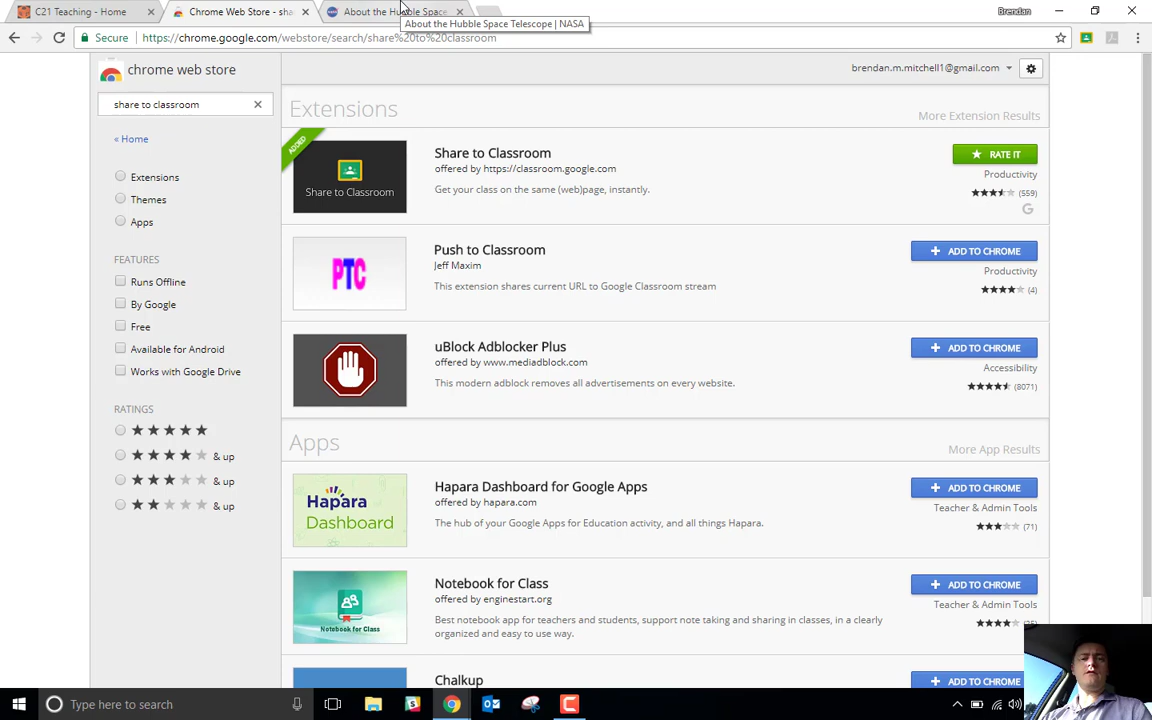 C21 Teaching - Home
Chrome Web Store - sha
About the Hubble Space
Brendan
About the Hubble Space Telescope | NASA
Secure
https://chrome.google.com/webstore/search/share%20to%20classroom
chrome web store
brendan.m.mitchell1@gmail.com
share to classroom
« Home
Extensions
Themes
Apps
FEATURES
Runs Offline
By Google
Free
Available for Android
Works with Google Drive
RATINGS
& up
& up
& up
Extensions
More Extension Results
ADDED
Share to Classroom
Share to Classroom
offered by https://classroom.google.com
Get your class on the same (web)page, instantly.
RATE IT
Productivity
(559)
G
PTC
Push to Classroom
Jeff Maxim
This extension shares current URL to Google Classroom stream
+ ADD TO CHROME
Productivity
(4)
uBlock Adblocker Plus
offered by www.mediadblock.com
This modern adblock removes all advertisements on every website.
+ ADD TO CHROME
Accessibility
(8071)
Apps
More App Results
Hapara
Dashboard
Hapara Dashboard for Google Apps
offered by hapara.com
The hub of your Google Apps for Education activity, and all things Hapara.
+ ADD TO CHROME
Teacher & Admin Tools
(71)
Notebook for Class
Notebook for Class
offered by enginestart.org
Best notebook app for teachers and students, support note taking and sharing in classes, in a clearly
organized and easy to use way.
+ ADD TO CHROME
Teacher & Admin Tools
Chalkup
+ ADD TO CHROME
Type here to search